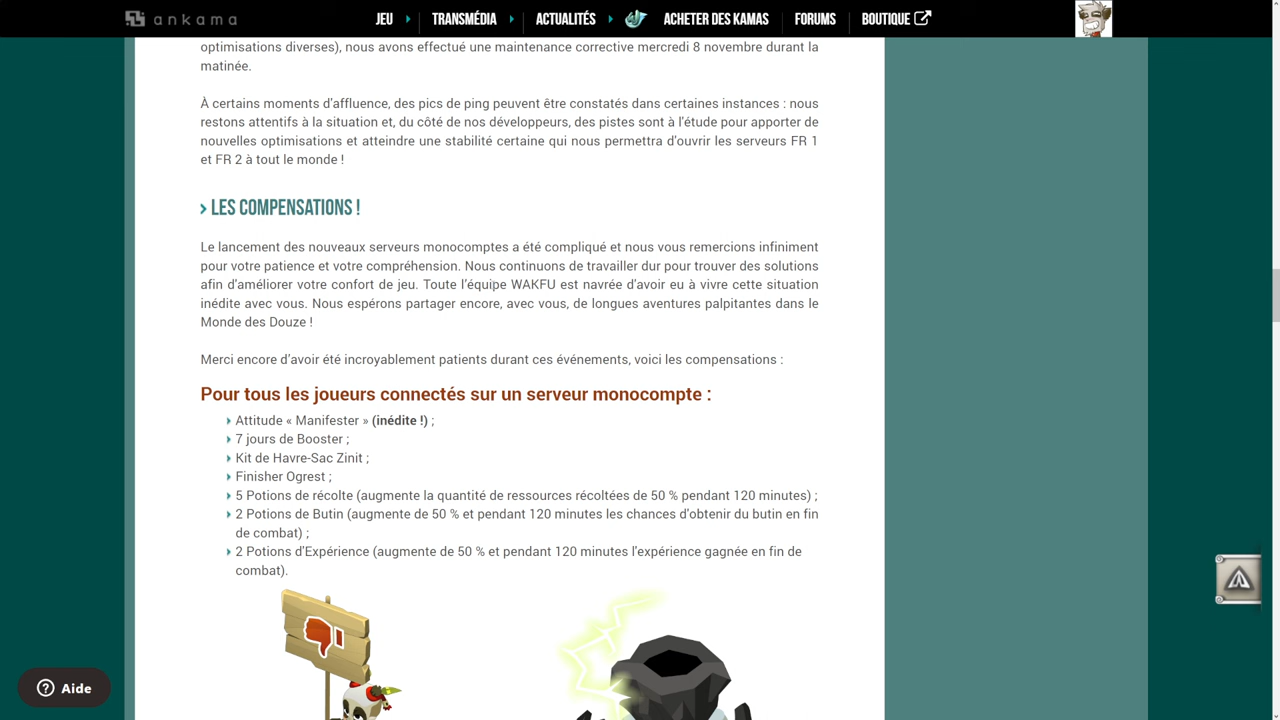 ankama
JEU
TRANSMÉDIA
ACTUALITÉS
ACHETER DES KAMAS
FORUMS
BOUTIQUE
optimisations diverses), nous avons effectué une maintenance corrective mercredi 8 novembre durant la
matinée.
À certains moments d'affluence, des pics de ping peuvent être constatés dans certaines instances : nous
restons attentifs à la situation et, du côté de nos développeurs, des pistes sont à l'étude pour apporter de
nouvelles optimisations et atteindre une stabilité certaine qui nous permettra d'ouvrir les serveurs FR 1
et FR 2 à tout le monde !
LES COMPENSATIONS !
Le lancement des nouveaux serveurs monocomptes a été compliqué et nous vous remercions infiniment
pour votre patience et votre compréhension. Nous continuons de travailler dur pour trouver des solutions
afin d'améliorer votre confort de jeu. Toute l'équipe WAKFU est navrée d'avoir eu à vivre cette situation
inédite avec vous. Nous espérons partager encore, avec vous, de longues aventures palpitantes dans le
Monde des Douze !
Merci encore d'avoir été incroyablement patients durant ces événements, voici les compensations :
Pour tous les joueurs connectés sur un serveur monocompte :
Attitude « Manifester » (inédite !) ;
7 jours de Booster ;
Kit de Havre-Sac Zinit ;
Finisher Ogrest ;
5 Potions de récolte (augmente la quantité de ressources récoltées de 50 % pendant 120 minutes) ;
2 Potions de Butin (augmente de 50 % et pendant 120 minutes les chances d'obtenir du butin en fin
de combat) ;
2 Potions d'Expérience (augmente de 50 % et pendant 120 minutes l'expérience gagnée en fin de
combat).
Aide